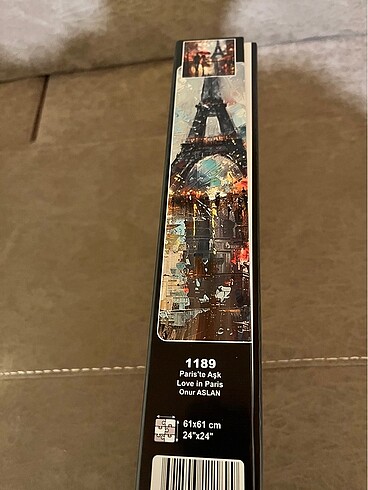 1189
Paris'te Aşk
Love in Paris
Onur ASLAN
61x61 cm
24"x24"